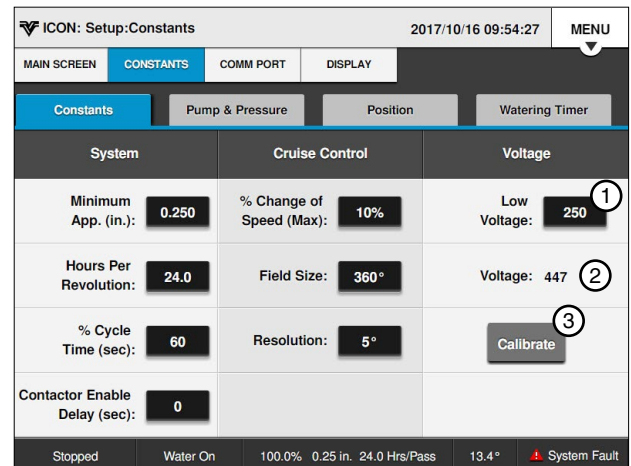 ICON: Setup:Constants 2017/10/16 09:54:27 MENU
MAIN SCREEN CONSTANTS COMM PORT DISPLAY
Constants Pump & Pressure Position Watering Timer
System Cruise Control Voltage
Minimum
App. (in.): 0.250
% Change of
Speed (Max): 10%
Low
Voltage: 250
1
Hours Per
Revolution: 24.0
Field Size: 360°
Voltage: 447 2
% Cycle
Time (sec): 60
Resolution: 5°
Calibrate
3
Contactor Enable
Delay (sec): 0
Stopped Water On 100.0% 0.25 in. 24.0 Hrs/Pass 13.4° System Fault